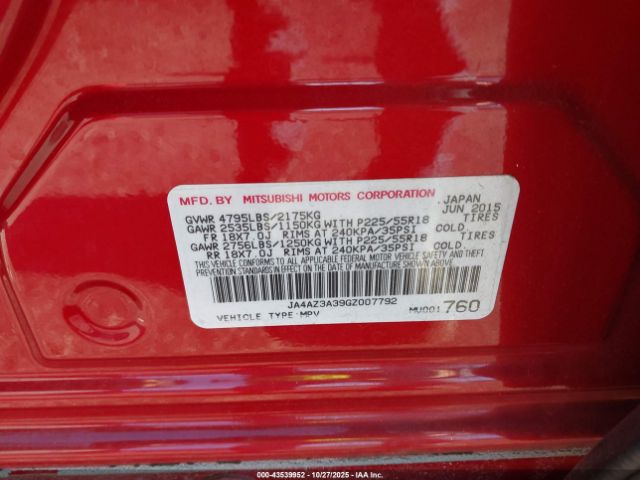 MFD. BY MITSUBISHI MOTORS CORPORATION JAPAN
GVWR 4795LBS/2175KG JUN 2015
GAWR 2535LBS/1150KG WITH P225/55R18 TIRES
FR 18X7.0J RIMS AT 240KPA/35PSI COLD.
GAWR 2756LBS/1250KG WITH P225/55R18 TIRES
RR 18X7.0J RIMS AT 240KPA/35PSI COLD.
THIS VEHICLE CONFORMS TO ALL APPLICABLE FEDERAL MOTOR VEHICLE SAFETY AND THEFT
PREVENTION STANDARDS IN EFFECT ON THE DATE OF MANUFACTURE SHOWN ABOVE.
JA4AZ3A39GZ007792
VEHICLE TYPE:MPV MU001760
© 43539952 | 10/27/2025 | IAA